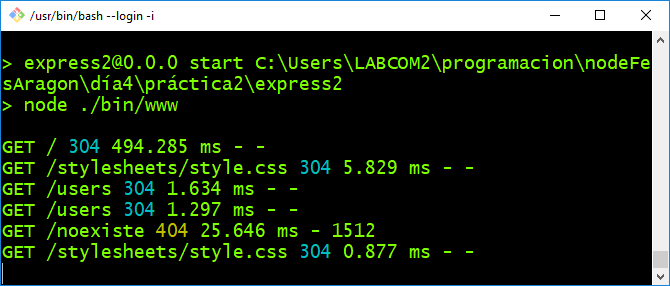 /usr/bin/bash --login -i
> express2@0.0.0 start C:\Users\LABCOM2\programacion\nodeFe
sAragon\día4\práctica2\express2
> node ./bin/www
GET / 304 494.285 ms - -
GET /stylesheets/style.css 304 5.829 ms - -
GET /users 304 1.634 ms - -
GET /users 304 1.297 ms - -
GET /noexiste 404 25.646 ms - 1512
GET /stylesheets/style.css 304 0.877 ms - -